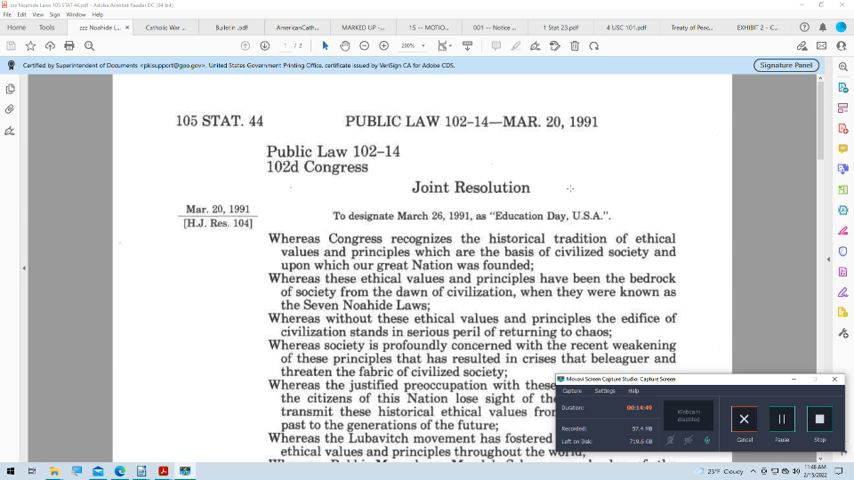 zzz Noahide Laws 105 STAT 44.pdf - Adobe Acrobat Reader DC (64-bit)
File Edit View Sign Window Help
Home Tools zzz Noahide L... × Catholic War ... Bulletin.pdf AmericanCath... MARKED UP -... 15 -- MOTIO... 001 -- Notice ... 1 Stat 23.pdf 4 USC 101.pdf Treaty of Peac... EXHIBIT 2 - C... Sign In
1 / 2 200%
Certified by Superintendent of Documents <pkisupport@gpo.gov>, United States Government Printing Office, certificate issued by VeriSign CA for Adobe CDS.
Signature Panel
105 STAT. 44 PUBLIC LAW 102–14—MAR. 20, 1991
Public Law 102–14
102d Congress
Joint Resolution
Mar. 20, 1991
[H.J. Res. 104]
To designate March 26, 1991, as “Education Day, U.S.A.”.
Whereas Congress recognizes the historical tradition of ethical
values and principles which are the basis of civilized society and
upon which our great Nation was founded;
Whereas these ethical values and principles have been the bedrock
of society from the dawn of civilization, when they were known as
the Seven Noahide Laws;
Whereas without these ethical values and principles the edifice of
civilization stands in serious peril of returning to chaos;
Whereas society is profoundly concerned with the recent weakening
of these principles that has resulted in crises that beleaguer and
threaten the fabric of civilized society;
Whereas the justified preoccupation with these
the citizens of this Nation lose sight of the
transmit these historical ethical values from
past to the generations of the future;
Whereas the Lubavitch movement has fostered
ethical values and principles throughout the world;
Movavi Screen Capture Studio: Capture Screen
Capture Settings Help
Duration: 00:14:49
Recorded: 57.4 MB
Left on Disk: 719.6 GB
Webcam
disabled
Cancel Pause Stop
23°F Cloudy
11:48 AM
2/15/2022